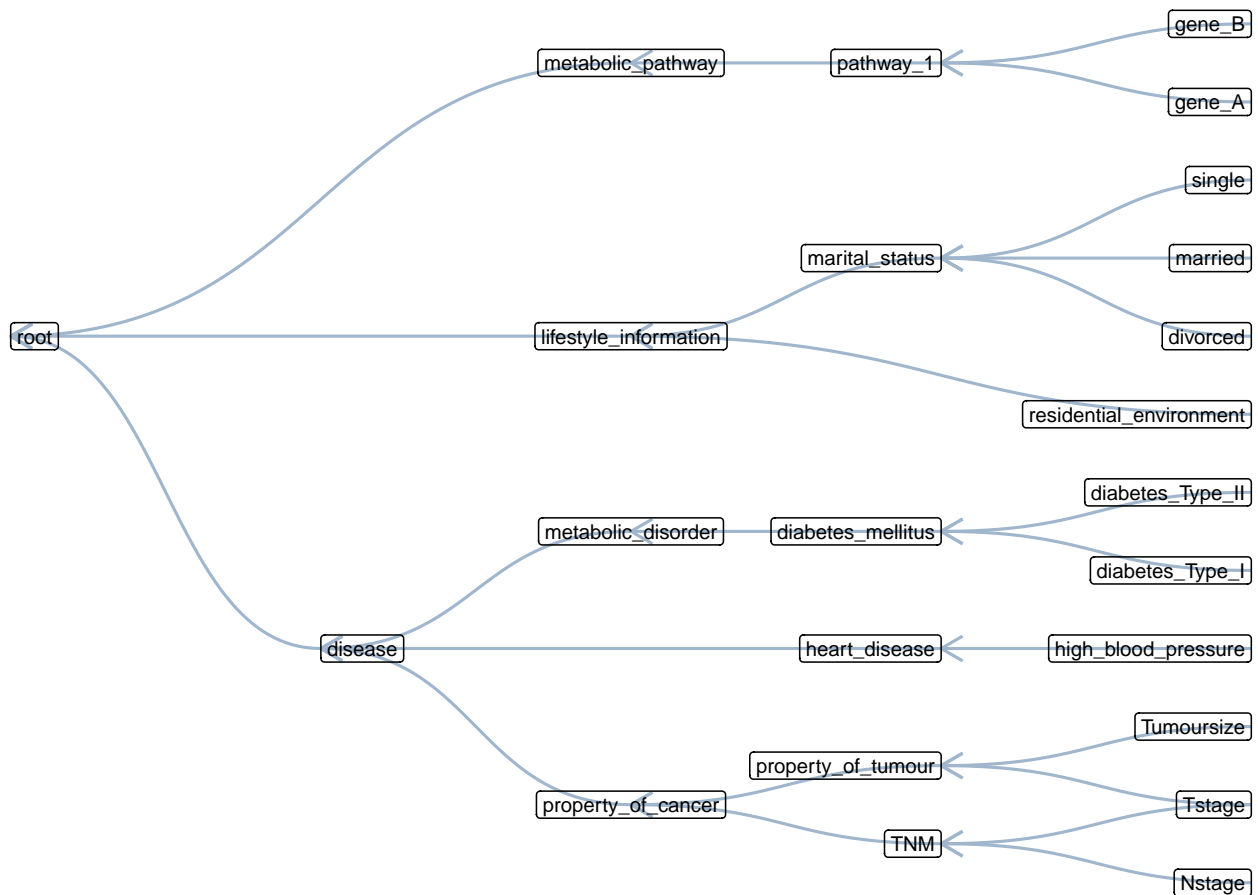 gene_B
metabolic_pathway
pathway_1
gene_A
single
marital_status
married
root
lifestyle_information
divorced
residential_environment
diabetes_Type_II
metabolic_disorder
diabetes_mellitus
diabetes_Type_I
disease
heart_disease
high_blood_pressure
Tumoursize
property_of_tumour
property_of_cancer
Tstage
TNM
Nstage